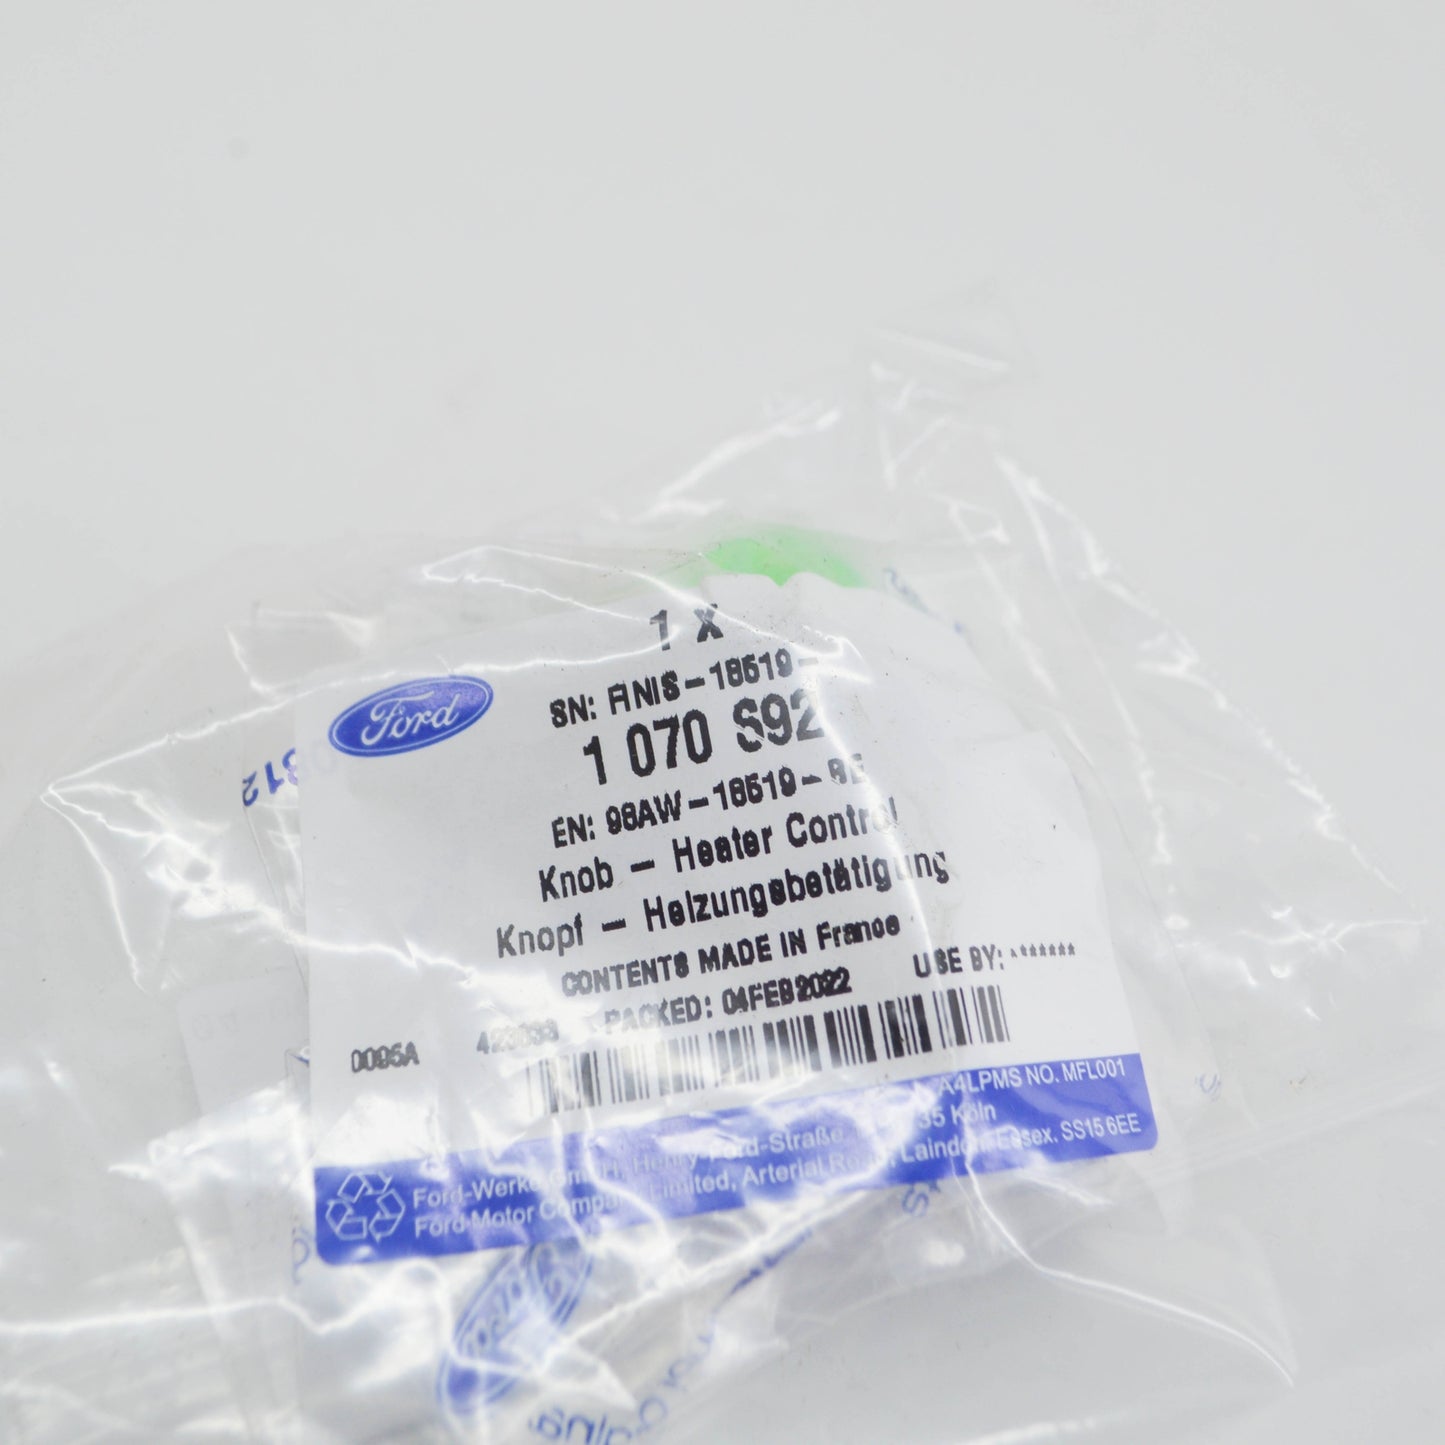 1 X
Ford
SN: FINIS-18519-
1 070 S92
EN: 98AW-18519-
Knob - Heater Control
Knopf - Heizungsbetätigung
CONTENTS MADE IN France
PACKED: 04FEB2022 USE BY: *******
0095A
A4LPMS NO. MFL001
Ford-Werke GmbH, Henry-Ford-Straße 35 Köln
Ford Motor Company Limited, Arterial Road, Laindon, Essex. SS15 6EE